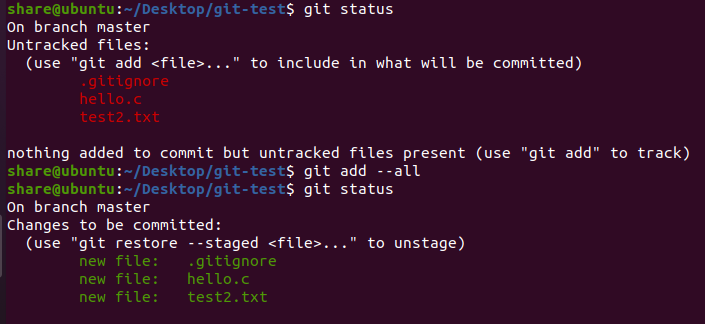 share@ubuntu:~/Desktop/git-test$ git status
On branch master
Untracked files:
  (use "git add <file>..." to include in what will be committed)
        .gitignore
        hello.c
        test2.txt

nothing added to commit but untracked files present (use "git add" to track)
share@ubuntu:~/Desktop/git-test$ git add --all
share@ubuntu:~/Desktop/git-test$ git status
On branch master
Changes to be committed:
  (use "git restore --staged <file>..." to unstage)
        new file:   .gitignore
        new file:   hello.c
        new file:   test2.txt